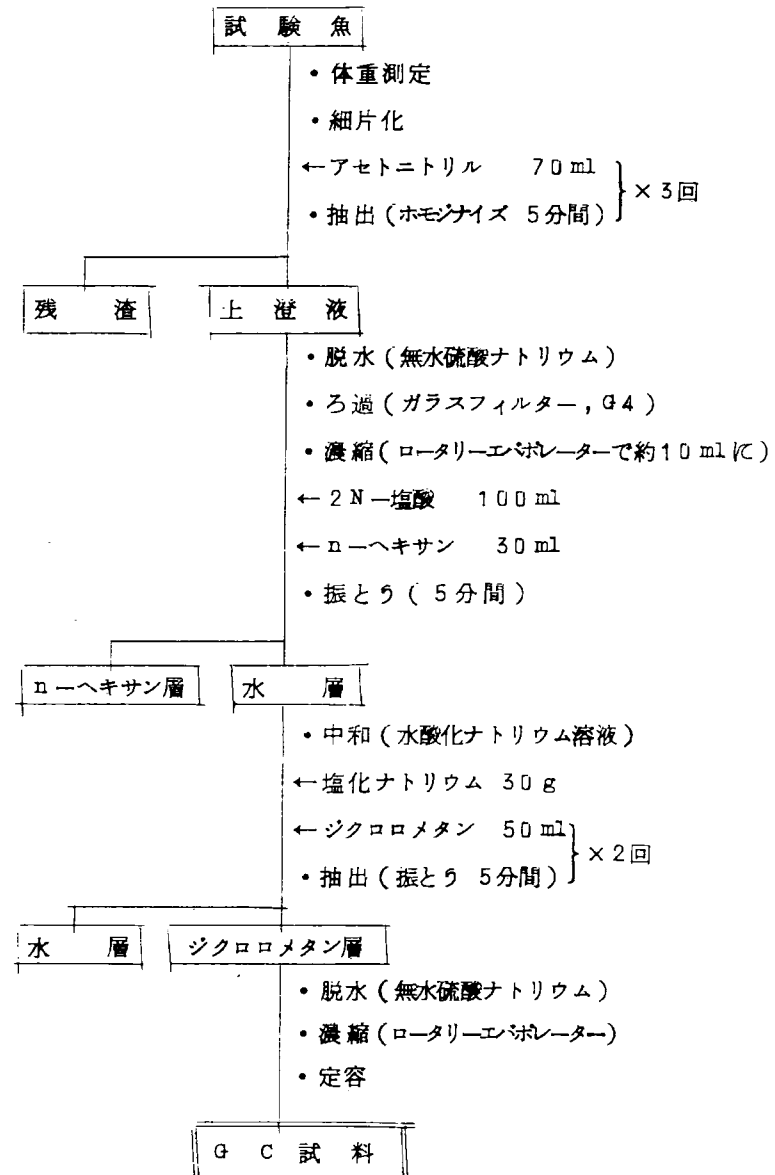 試験魚
・体重測定
・細片化
←アセトニトリル 70ml
・抽出(ホモジナイズ 5分間) }×3回
残渣 上澄液
・脱水(無水硫酸ナトリウム)
・ろ過(ガラスフィルター,G4)
・濃縮(ロータリーエバポレーターで約10mlに)
←2N-塩酸 100ml
←n-ヘキサン 30ml
・振とう(5分間)
n-ヘキサン層 水層
・中和(水酸化ナトリウム溶液)
←塩化ナトリウム 30g
←ジクロロメタン 50ml
・抽出(振とう 5分間) }×2回
水層 ジクロロメタン層
・脱水(無水硫酸ナトリウム)
・濃縮(ロータリーエバポレーター)
・定容
GC試料